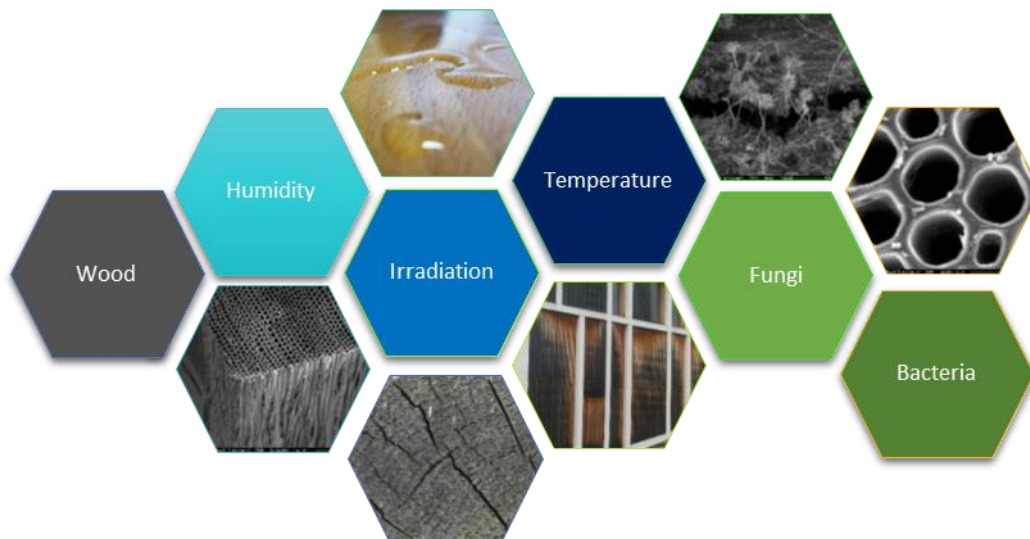 Wood
Humidity
Irradiation
Temperature
Fungi
Bacteria